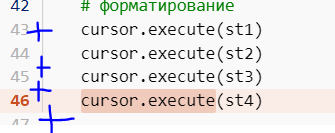 42 # форматирование
43 cursor.execute(st1)
44 cursor.execute(st2)
45 cursor.execute(st3)
46 cursor.execute(st4)
47